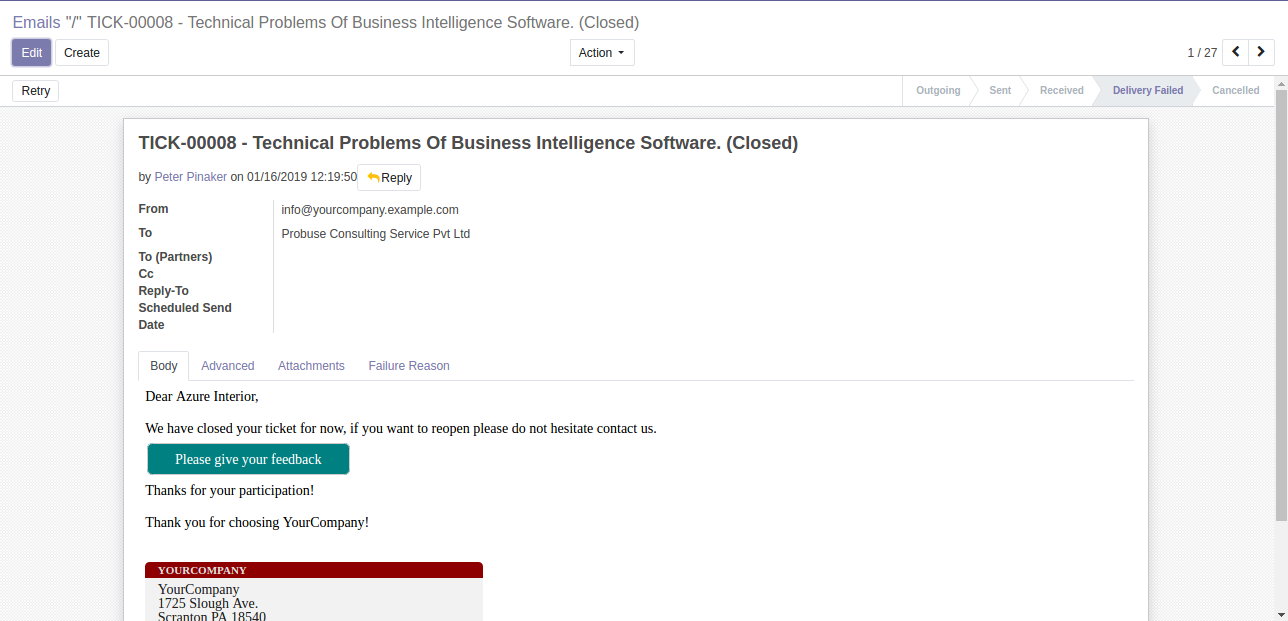 Emails "/" TICK-00008 - Technical Problems Of Business Intelligence Software. (Closed)
Edit Create Action 1 / 27
Retry Outgoing Sent Received Delivery Failed Cancelled
TICK-00008 - Technical Problems Of Business Intelligence Software. (Closed)
by Peter Pinaker on 01/16/2019 12:19:50 Reply
From info@yourcompany.example.com
To Probuse Consulting Service Pvt Ltd
To (Partners)
Cc
Reply-To
Scheduled Send
Date
Body Advanced Attachments Failure Reason
Dear Azure Interior,
We have closed your ticket for now, if you want to reopen please do not hesitate contact us.
Please give your feedback
Thanks for your participation!
Thank you for choosing YourCompany!
YOURCOMPANY
YourCompany
1725 Slough Ave.
Scranton PA 18540